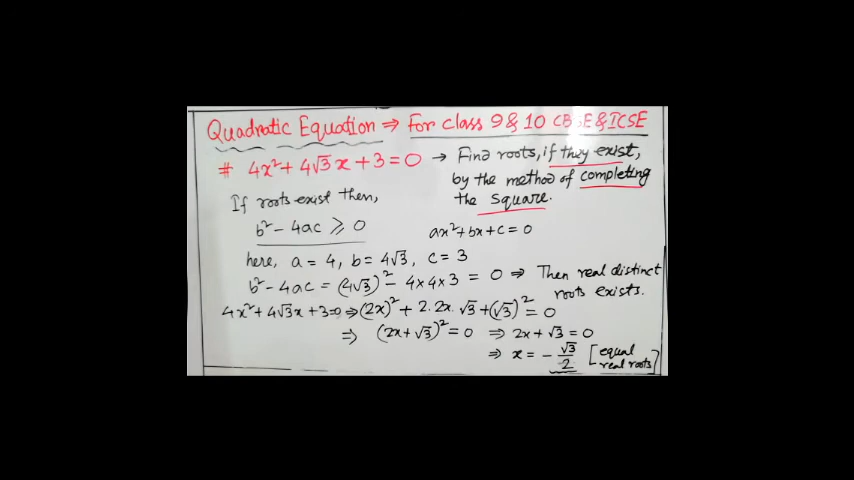 Quadratic Equation ⇒ For Class 9 & 10 CBSE & ICSE
# 4x² + 4√3 x + 3 = 0 → Find roots, if they exist,
by the method of completing
the square.
If roots exist then,
b² - 4ac ⩾ 0
ax² + bx + c = 0
here, a = 4, b = 4√3, c = 3
b² - 4ac = (4√3)² - 4×4×3 = 0 ⇒ Then real distinct
roots exists.
4x² + 4√3x + 3 = 0 ⇒ (2x)² + 2.2x.√3 + (√3)² = 0
⇒ (2x + √3)² = 0 ⇒ 2x + √3 = 0
⇒ x = - √3/2 [equal
real roots]